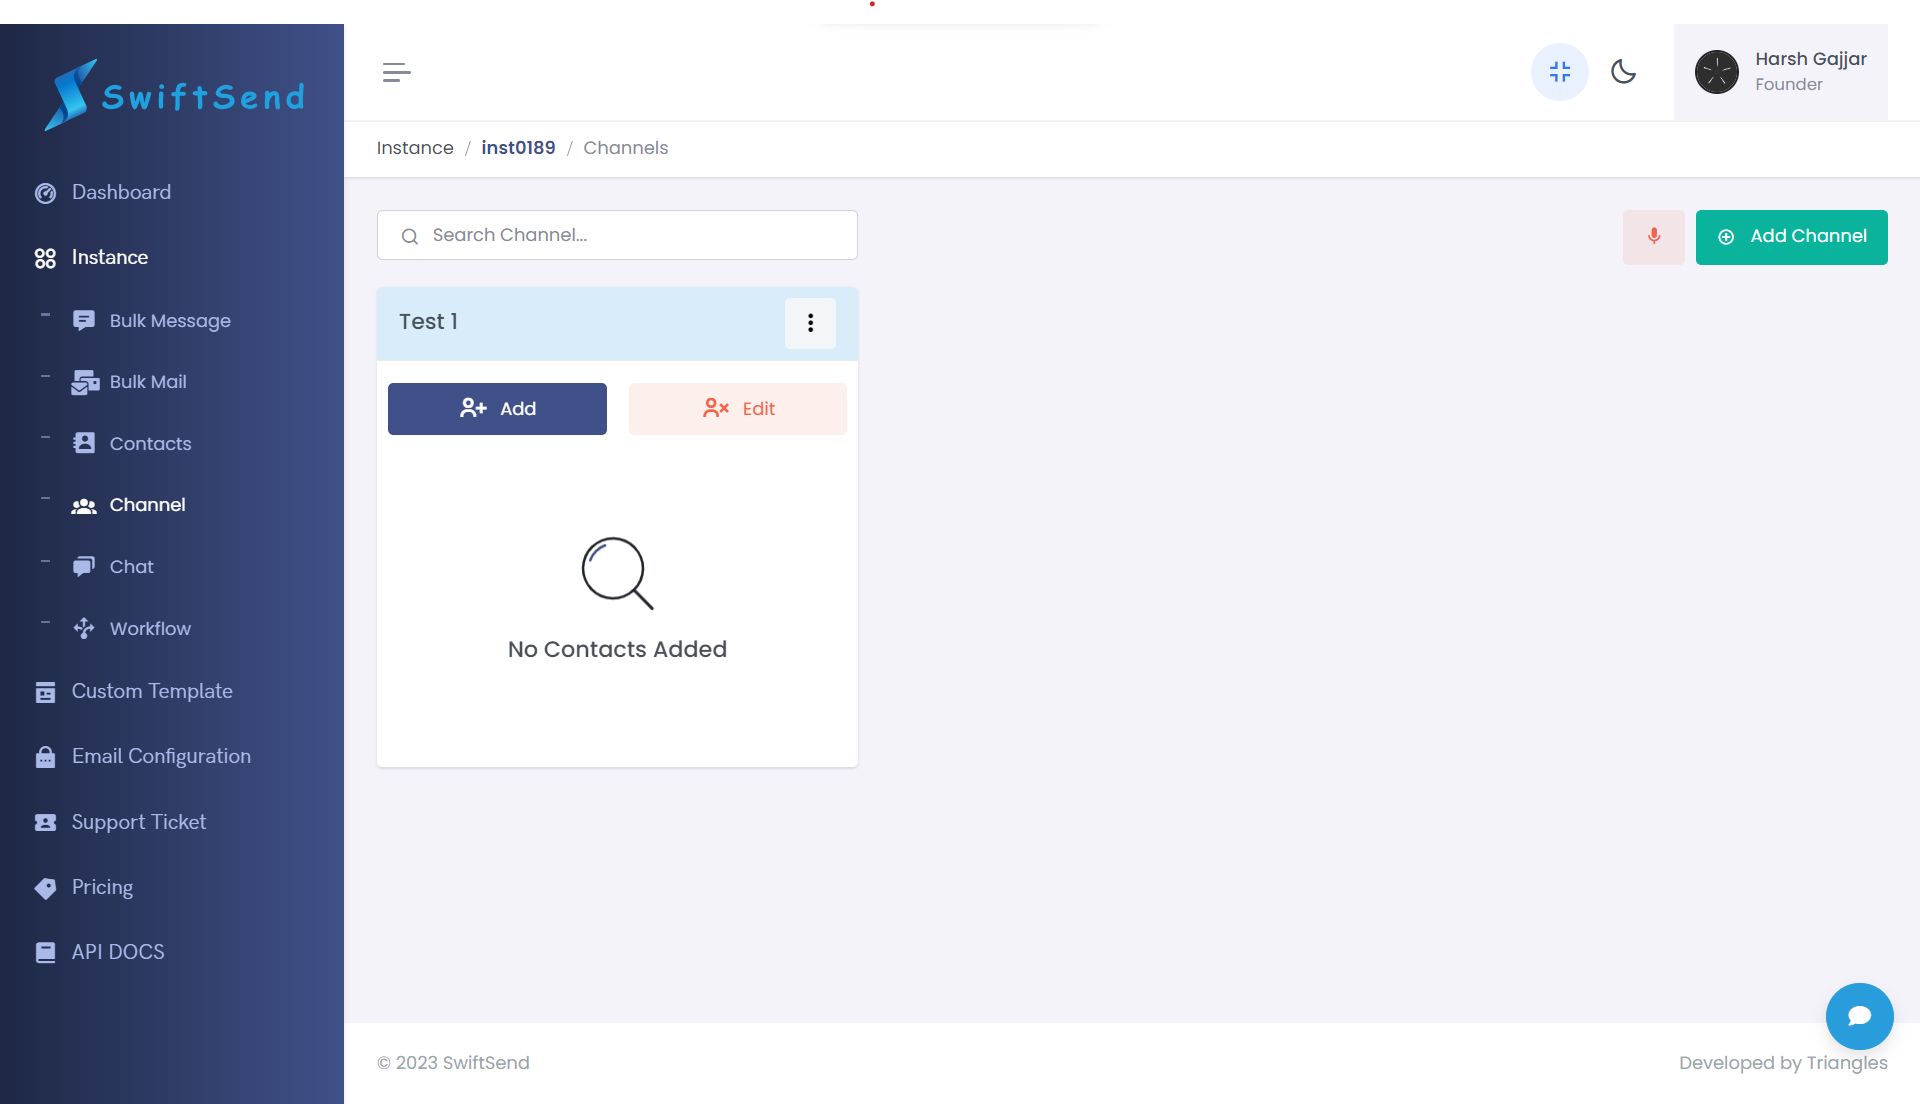 SwiftSend
Dashboard
Instance
Bulk Message
Bulk Mail
Contacts
Channel
Chat
Workflow
Custom Template
Email Configuration
Support Ticket
Pricing
API DOCS
Harsh Gajjar
Founder
Instance / inst0189 / Channels
Search Channel...
Add Channel
Test 1
Add
Edit
No Contacts Added
© 2023 SwiftSend
Developed by Triangles